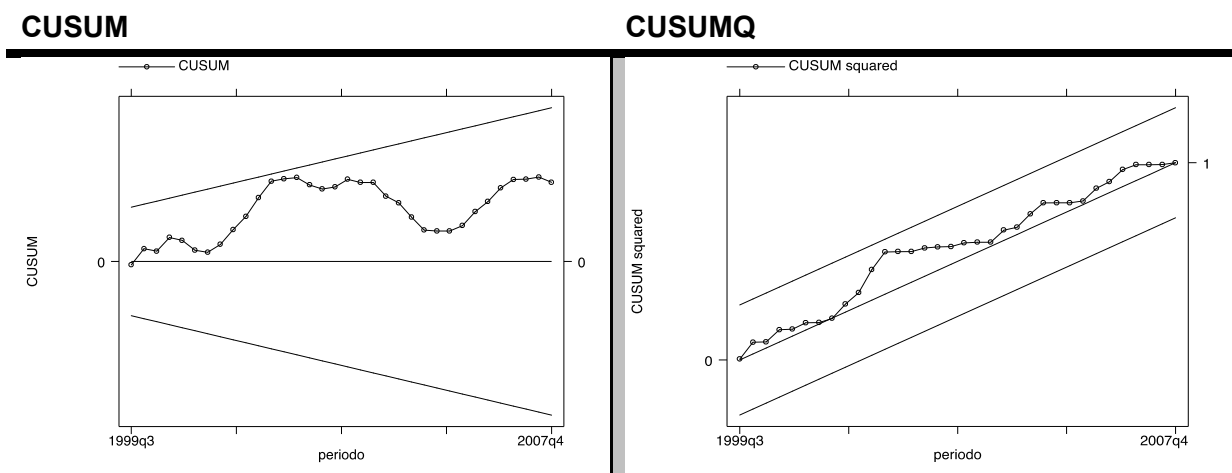 CUSUM
CUSUM
CUSUM
0
0
1999q3
2007q4
periodo
CUSUMQ
CUSUM squared
CUSUM squared
0
1
1999q3
2007q4
periodo